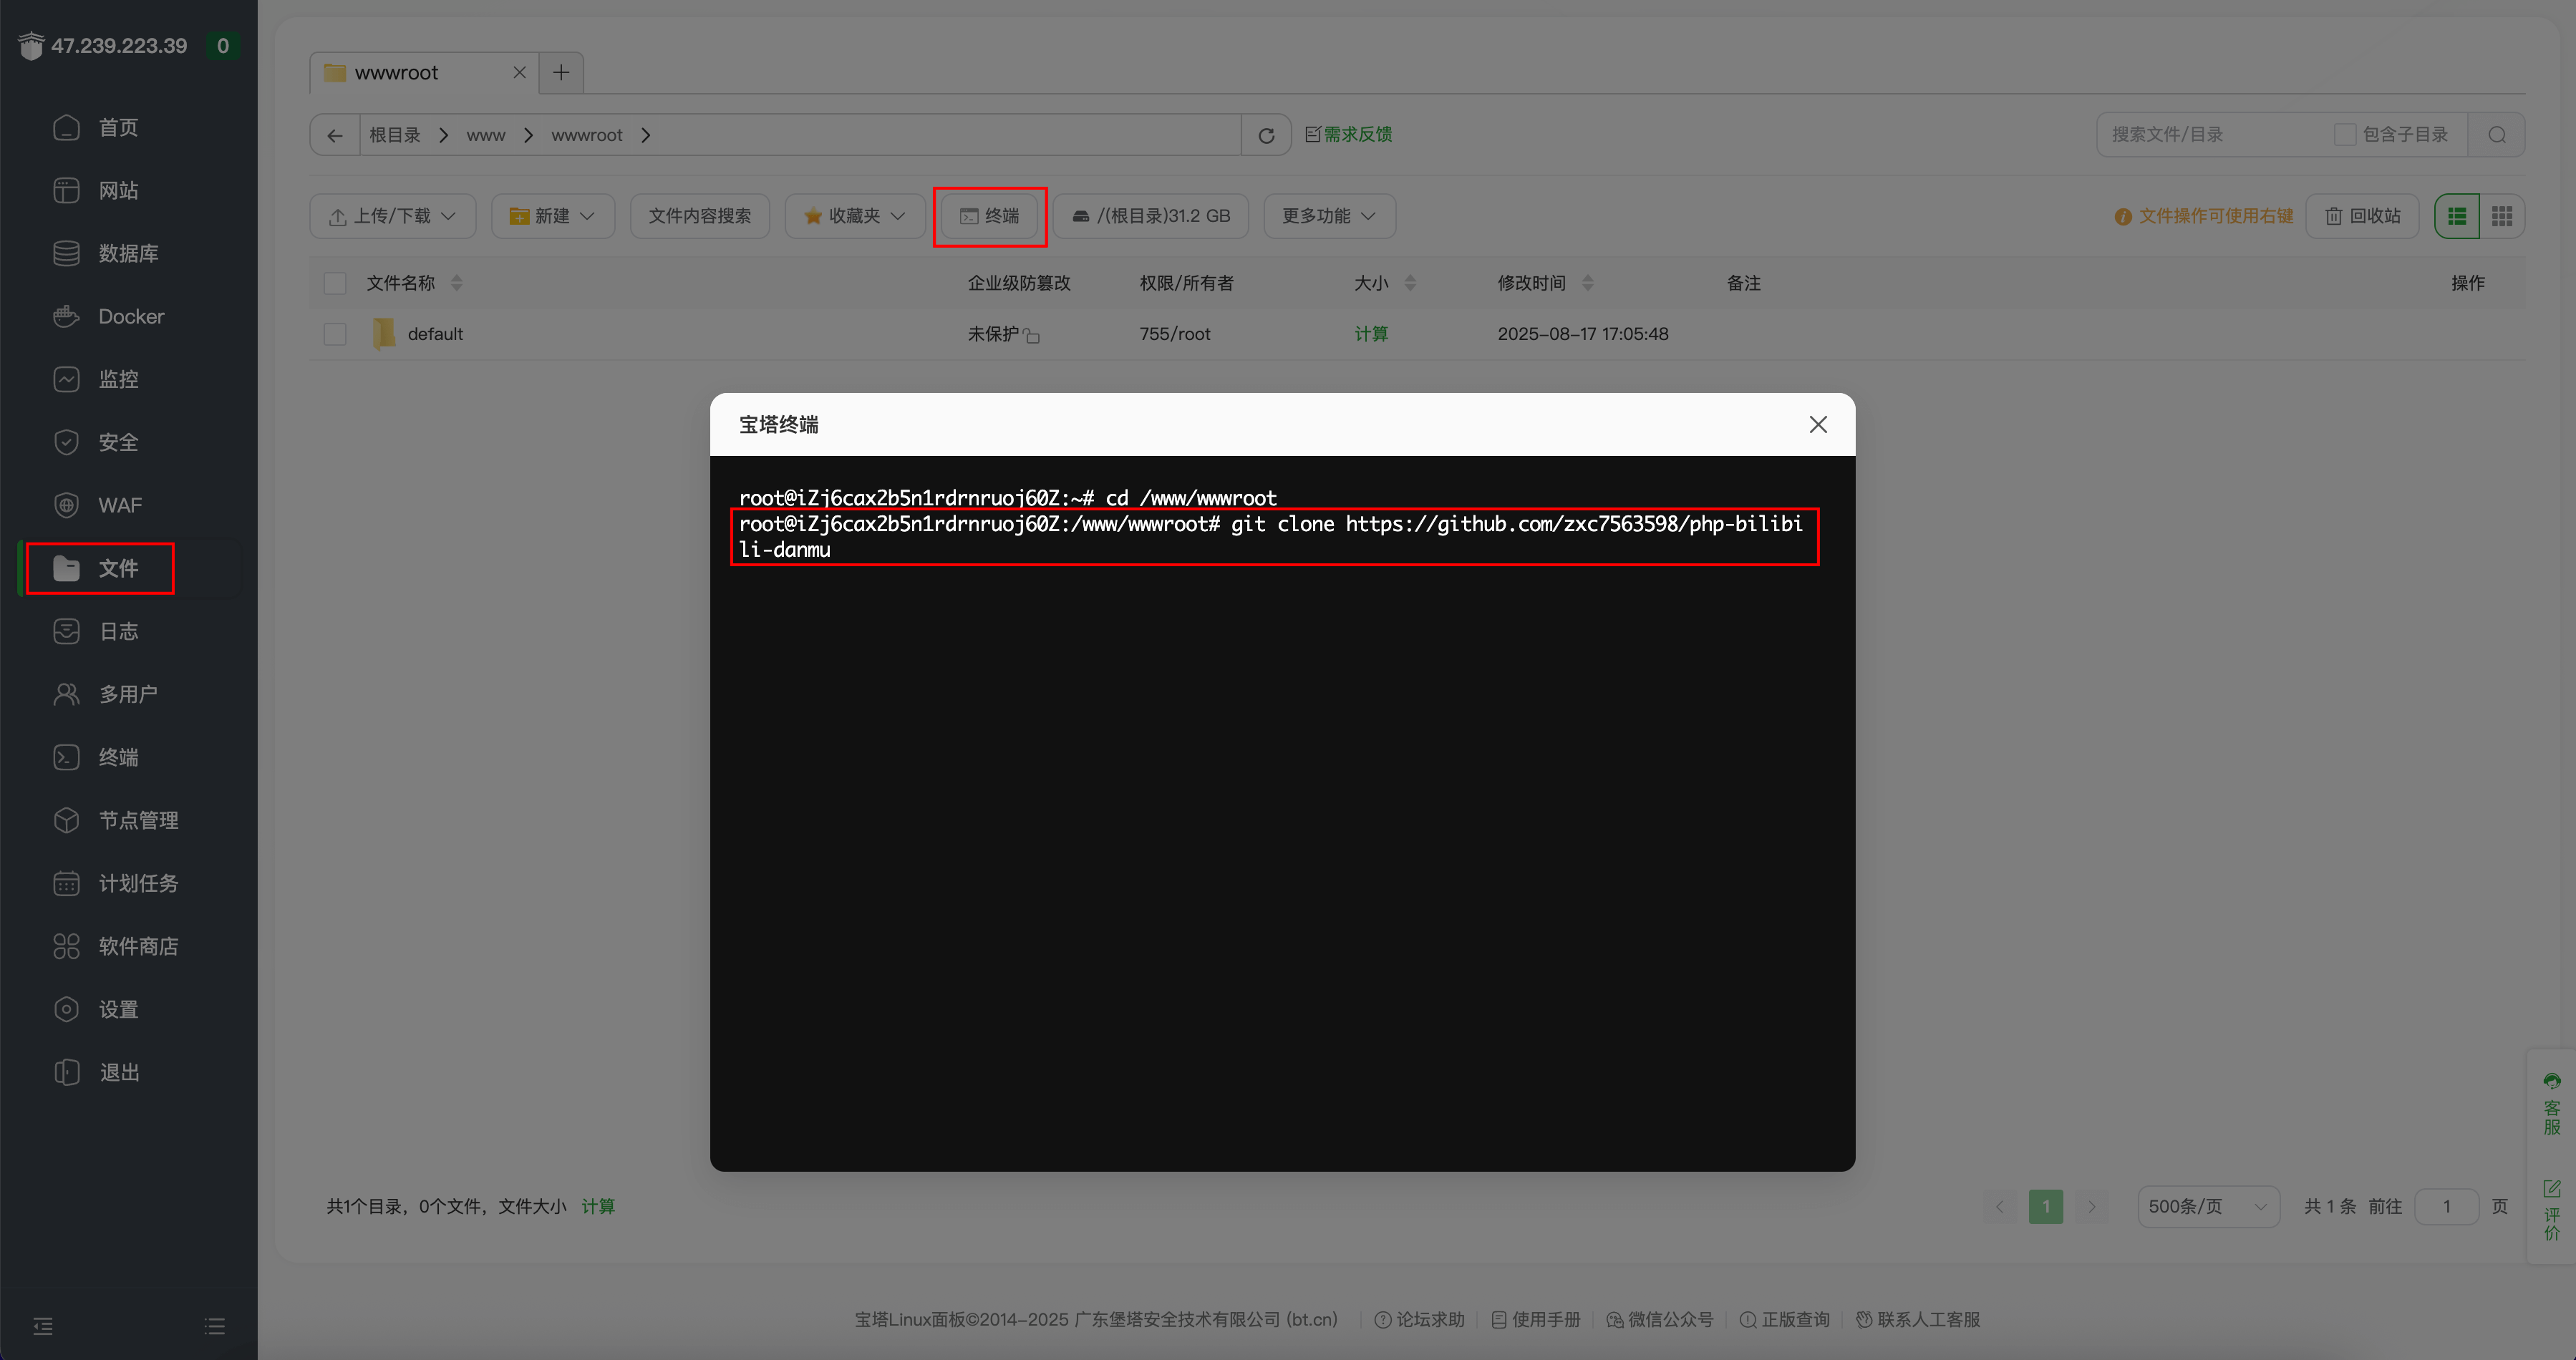 47.239.223.39 0
首页
网站
数据库
Docker
监控
安全
WAF
文件
日志
多用户
终端
节点管理
计划任务
软件商店
设置
退出
wwwroot
根目录 www wwwroot
需求反馈
搜索文件/目录 包含子目录
上传/下载 新建 文件内容搜索 收藏夹 终端 /(根目录)31.2 GB 更多功能
文件操作可使用右键 回收站
文件名称 企业级防篡改 权限/所有者 大小 修改时间 备注 操作
default 未保护 755/root 计算 2025-08-17 17:05:48
宝塔终端
root@iZj6cax2b5n1rdrnruoj60Z:~# cd /www/wwwroot
root@iZj6cax2b5n1rdrnruoj60Z:/www/wwwroot# git clone https://github.com/zxc7563598/php-bilibi
li-danmu
共1个目录，0个文件，文件大小 计算
1 500条/页 共 1 条 前往 1 页
客服
评价
宝塔Linux面板©2014-2025 广东堡塔安全技术有限公司 (bt.cn) 论坛求助 使用手册 微信公众号 正版查询 联系人工客服